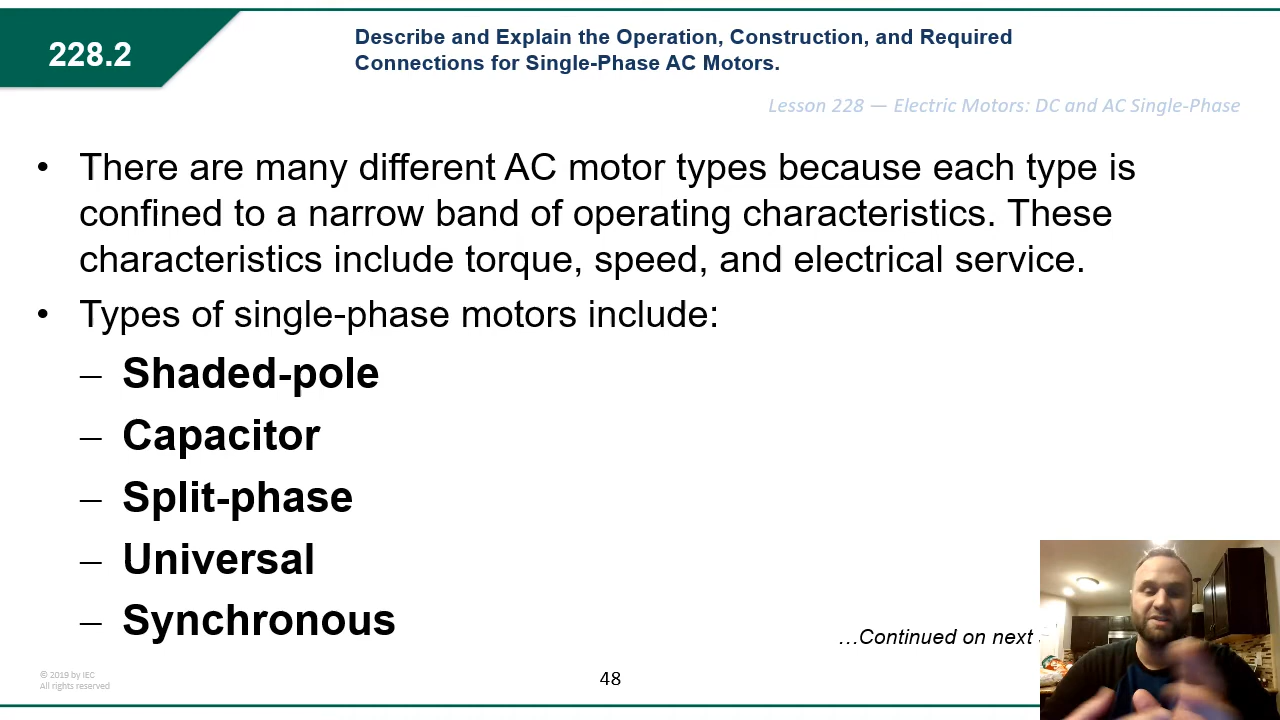 228.2
Describe and Explain the Operation, Construction, and Required
Connections for Single-Phase AC Motors.
Lesson 228 — Electric Motors: DC and AC Single-Phase
• There are many different AC motor types because each type is
confined to a narrow band of operating characteristics. These
characteristics include torque, speed, and electrical service.
• Types of single-phase motors include:
– Shaded-pole
– Capacitor
– Split-phase
– Universal
– Synchronous
…Continued on next
© 2019 by IEC
All rights reserved
48